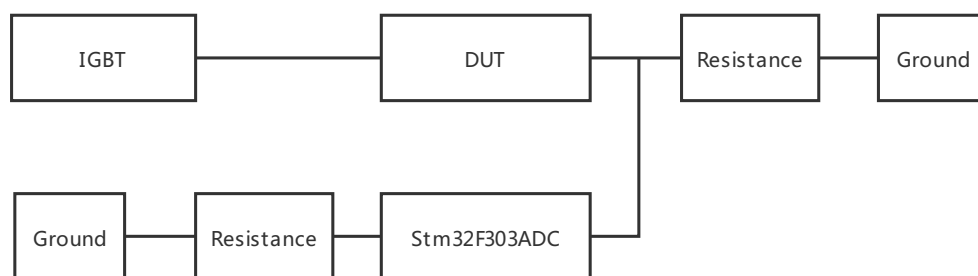 IGBT
DUT
Resistance
Ground
Ground
Resistance
Stm32F303ADC